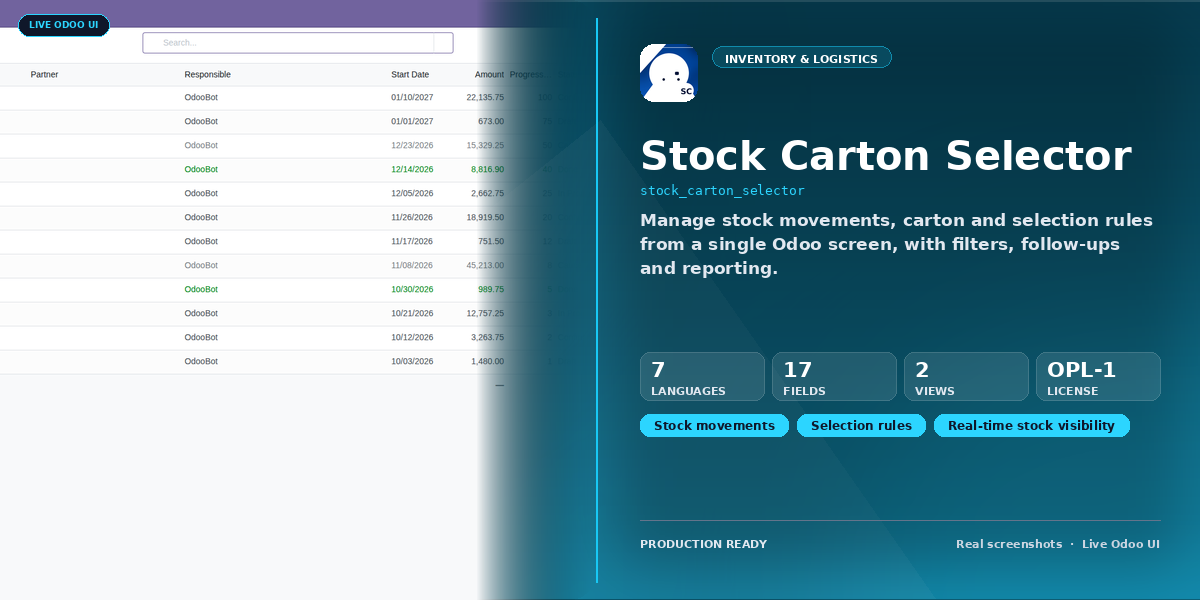 LIVE ODOO UI
Search...
Partner Responsible Start Date Amount Progress
OdooBot 01/10/2027 22,135.75
OdooBot 01/01/2027 673.00
OdooBot 12/23/2026 15,329.25
OdooBot 12/14/2026 8,816.90
OdooBot 12/05/2026 2,662.75
OdooBot 11/26/2026 18,919.50
OdooBot 11/17/2026 751.50
OdooBot 11/08/2026 45,213.00
OdooBot 10/30/2026 989.75
OdooBot 10/21/2026 12,757.25
OdooBot 10/12/2026 3,263.75
OdooBot 10/03/2026 1,480.00
—
SC
INVENTORY & LOGISTICS
Stock Carton Selector
stock_carton_selector
Manage stock movements, carton and selection rules
from a single Odoo screen, with filters, follow-ups
and reporting.
7 17 2 OPL-1
LANGUAGES FIELDS VIEWS LICENSE
Stock movements Selection rules Real-time stock visibility
PRODUCTION READY Real screenshots · Live Odoo UI